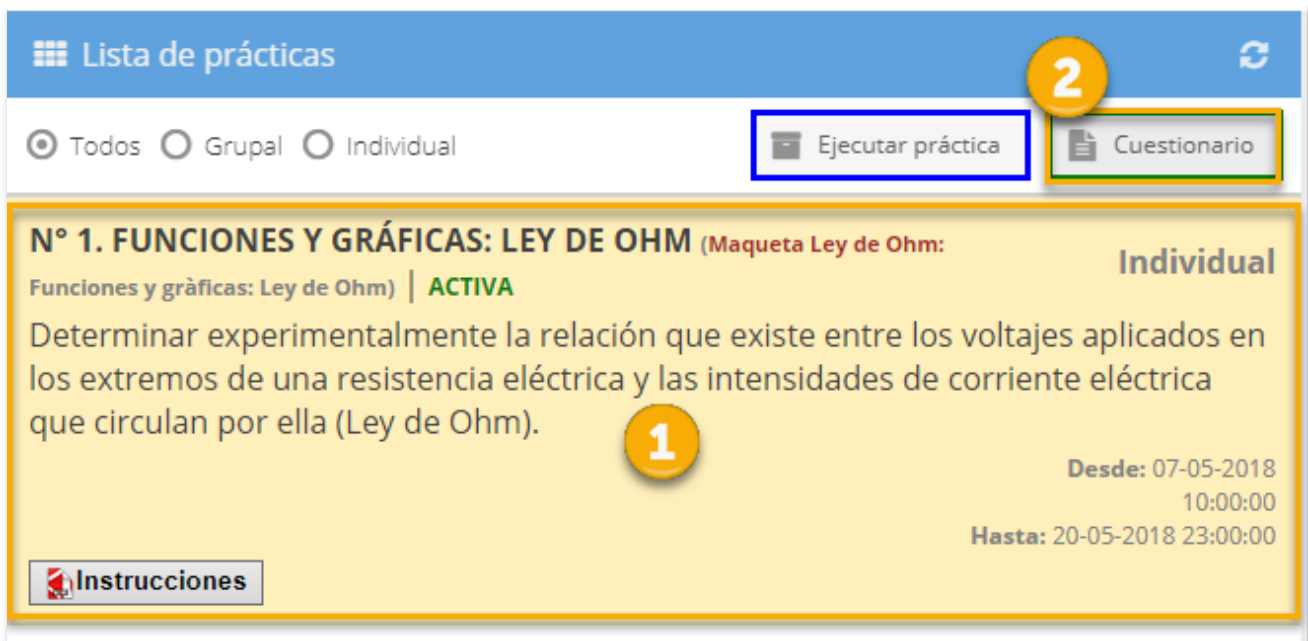 Lista de prácticas
2
Todos Grupal Individual Ejecutar práctica Cuestionario
N° 1. FUNCIONES Y GRÁFICAS: LEY DE OHM (Maqueta Ley de Ohm:
Funciones y gràficas: Ley de Ohm) | ACTIVA
Individual
Determinar experimentalmente la relación que existe entre los voltajes aplicados en
los extremos de una resistencia eléctrica y las intensidades de corriente eléctrica
que circulan por ella (Ley de Ohm).
1
Desde: 07-05-2018
10:00:00
Hasta: 20-05-2018 23:00:00
Instrucciones